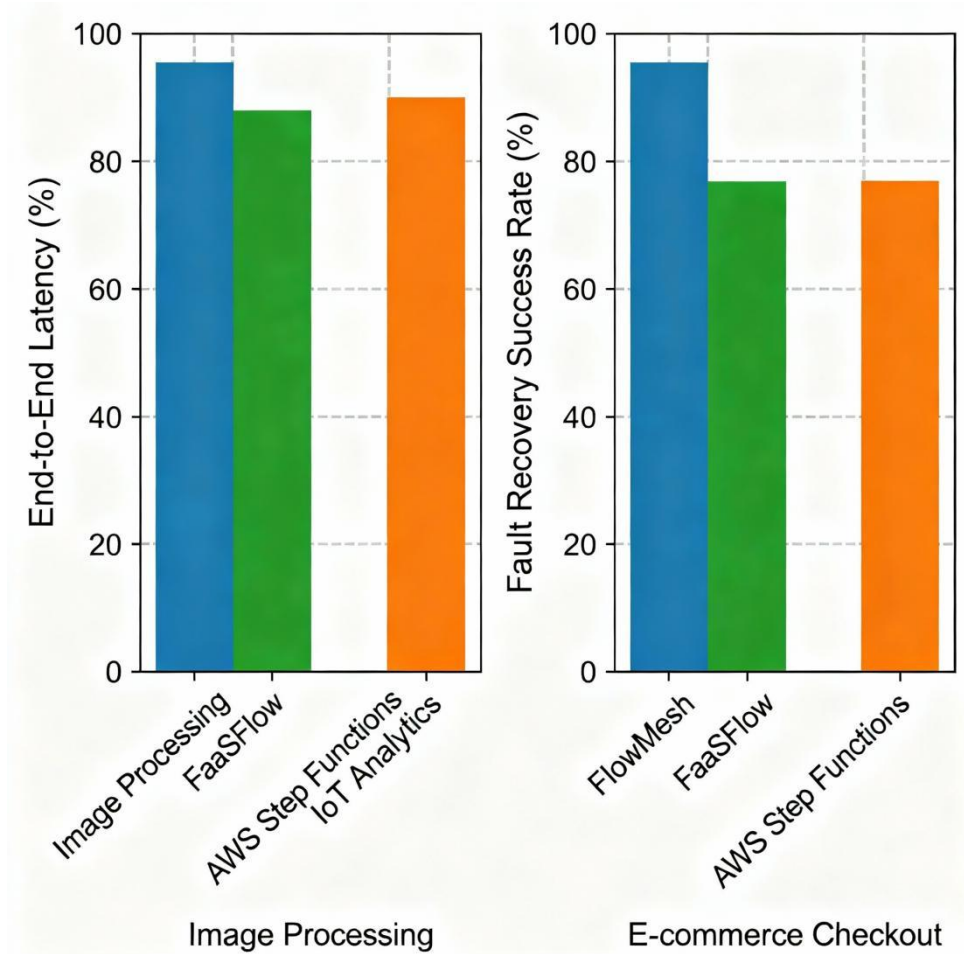 End-to-End Latency (%)
100
80
60
40
20
0
Image Processing
FaaSFlow
AWS Step Functions
IoT Analytics
Image Processing
Fault Recovery Success Rate (%)
100
80
60
40
20
0
FlowMesh
FaaSFlow
AWS Step Functions
E-commerce Checkout